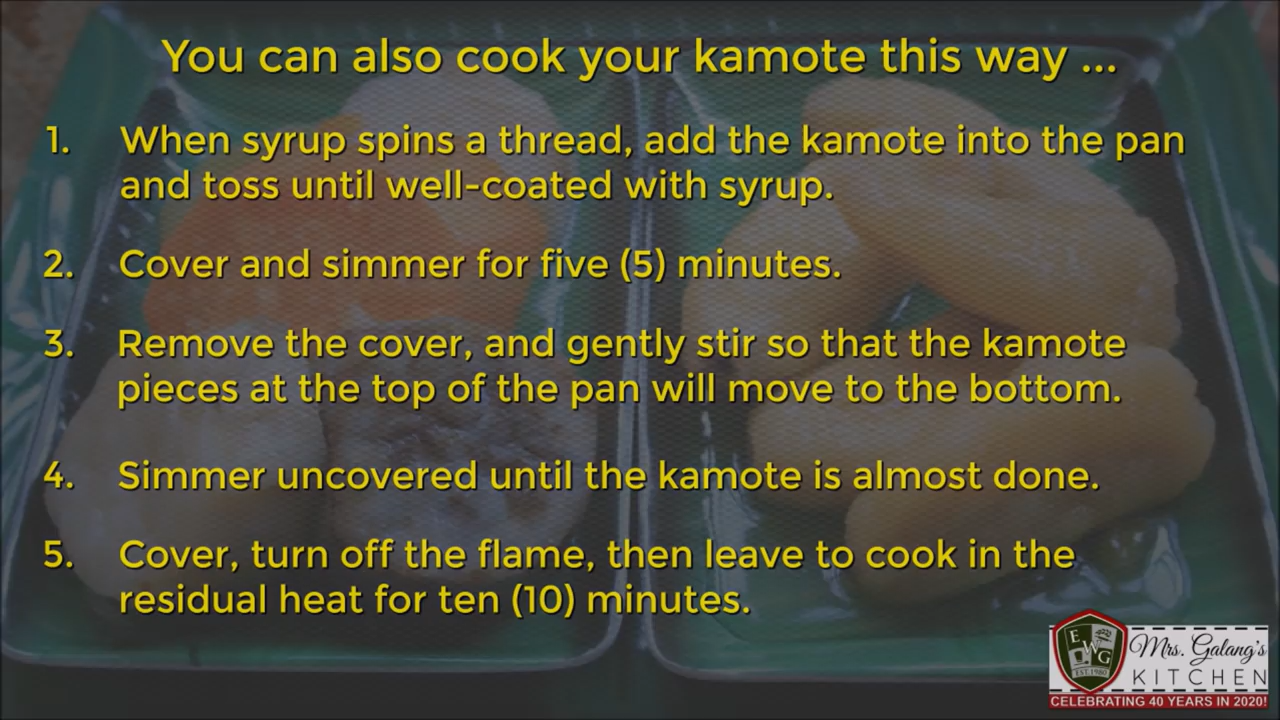 You can also cook your kamote this way ...
1. When syrup spins a thread, add the kamote into the pan
and toss until well-coated with syrup.
2. Cover and simmer for five (5) minutes.
3. Remove the cover, and gently stir so that the kamote
pieces at the top of the pan will move to the bottom.
4. Simmer uncovered until the kamote is almost done.
5. Cover, turn off the flame, then leave to cook in the
residual heat for ten (10) minutes.
EWG
EST 1980
Mrs. Galang's
KITCHEN
CELEBRATING 40 YEARS IN 2020!